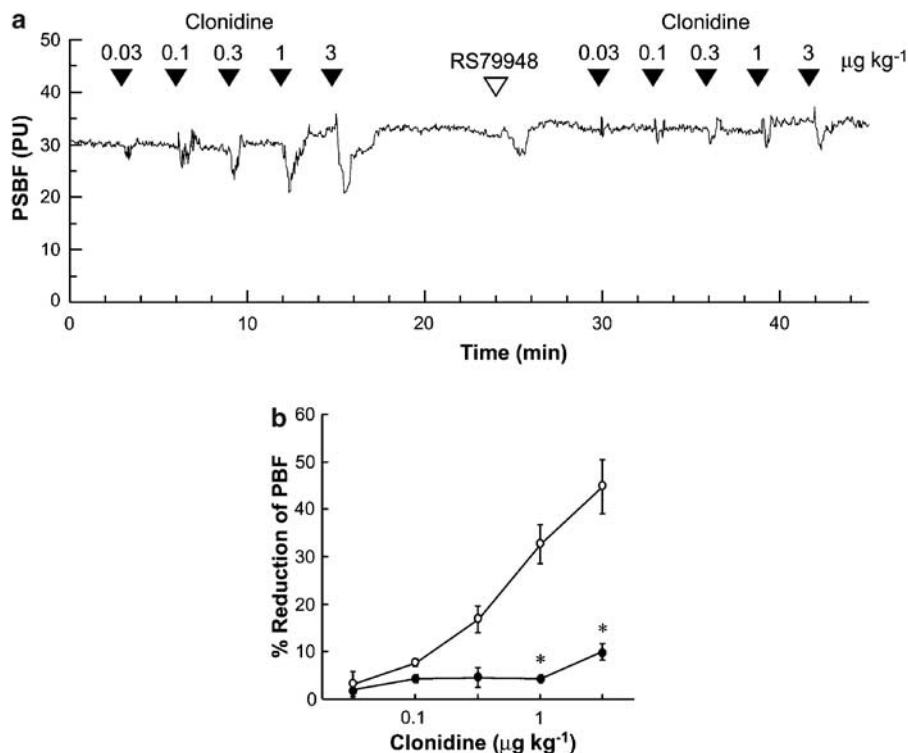 a
Clonidine Clonidine
0.03 0.1 0.3 1 3 RS79948 0.03 0.1 0.3 1 3 μg kg-1
50
40
30
20
10
0
PSBF (PU)
0 10 20 30 40
Time (min)
b
60
50
40
30
20
10
0
% Reduction of PBF
* *
0.1 1
Clonidine (μg kg-1)